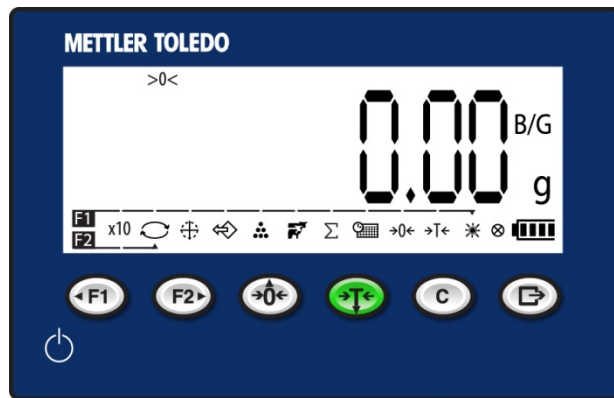 METTLER TOLEDO
>0<
0.00 B/G
g
F1
x10 Σ →0← →T←
F2
F1 F2 →0← →T← C